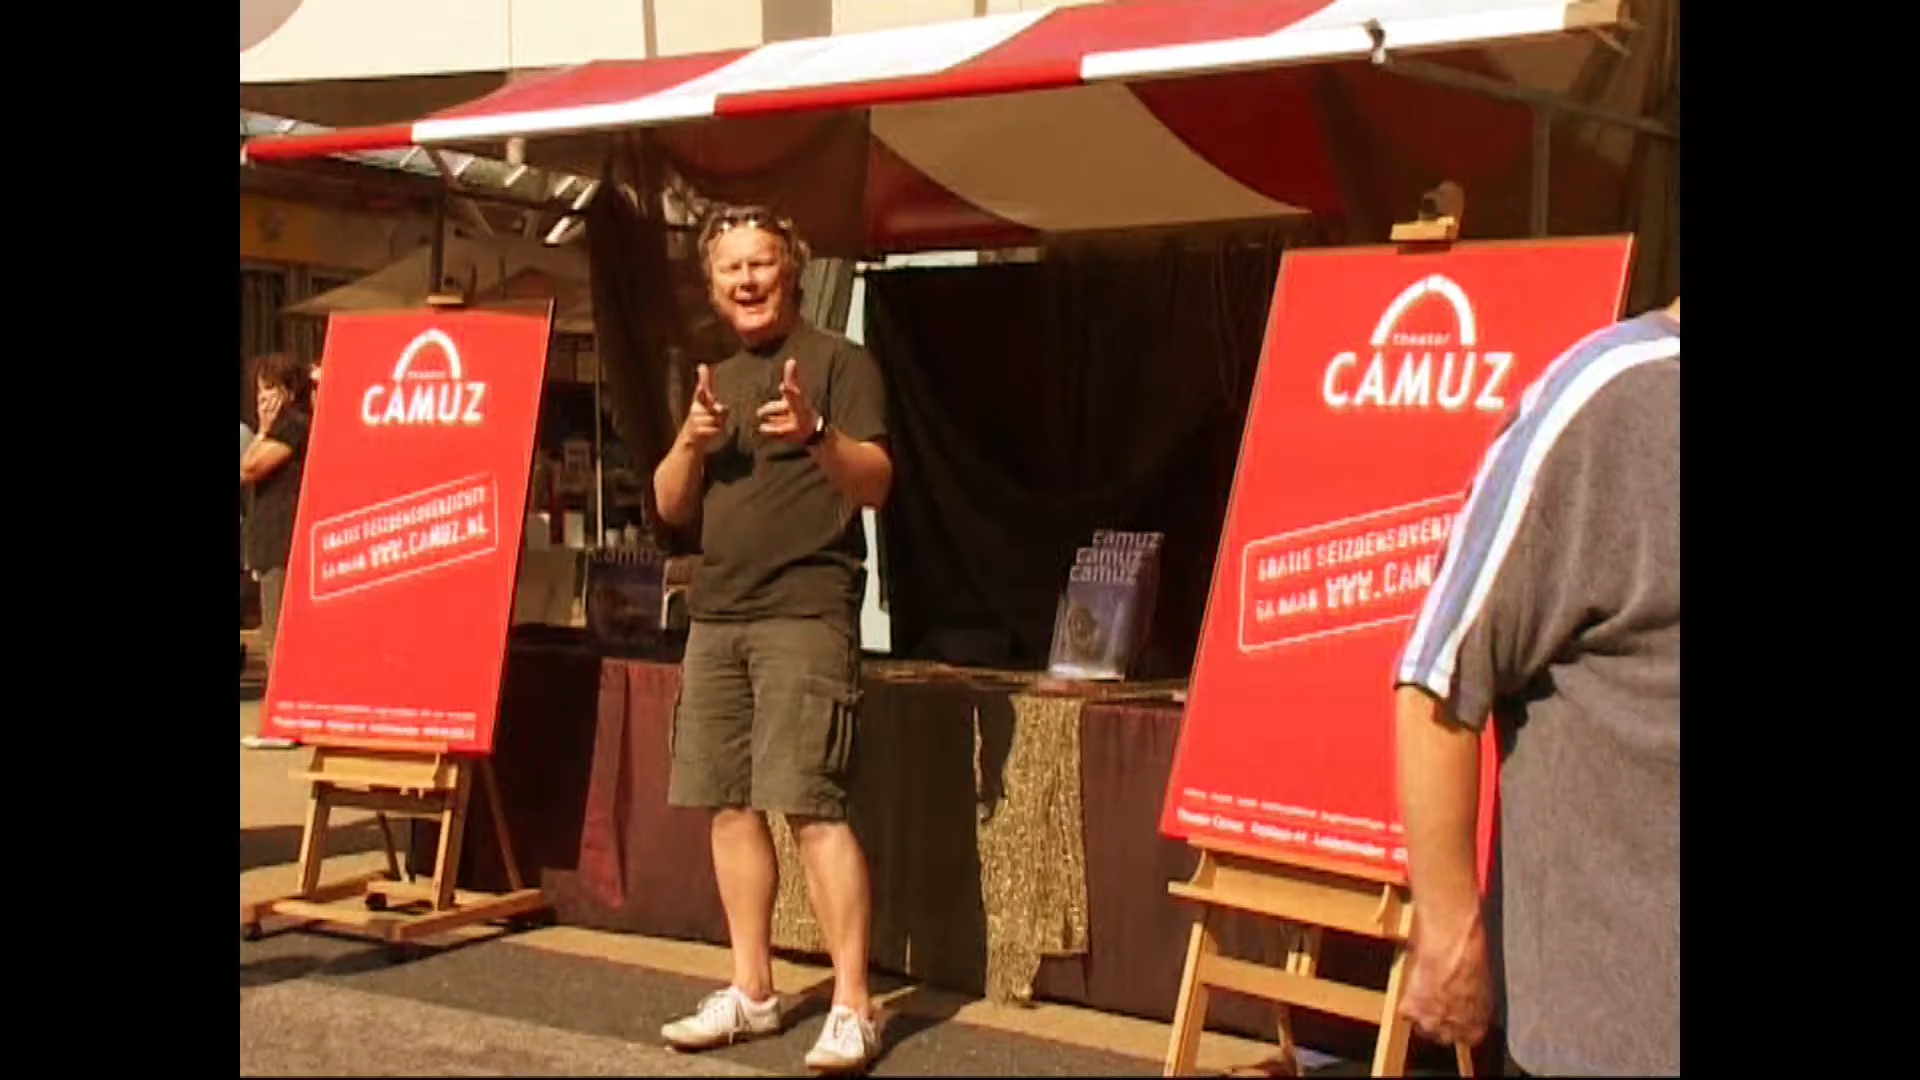 theater
CAMUZ
GRATIS SEIZOENSOVERZICHT
GA NAAR WWW.CAMUZ.NL
camuz
camuz
camuz
camuz
theater
CAMUZ
GRATIS SEIZOENSOVERZ
GA NAAR WWW.CAM